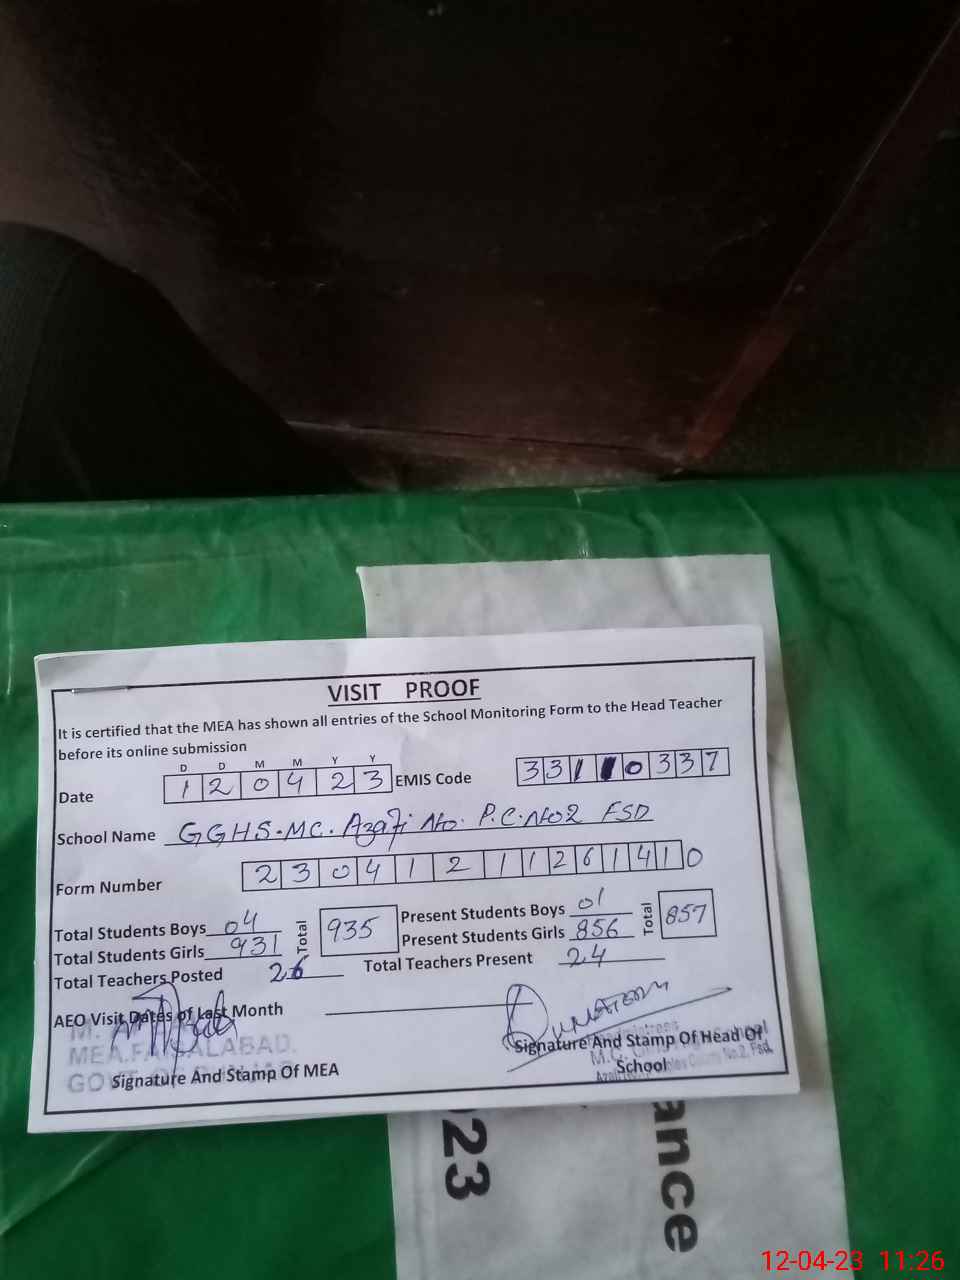 VISIT PROOF
It is certified that the MEA has shown all entries of the School Monitoring Form to the Head Teacher
before its online submission
D D M M Y Y
Date 1 2 0 4 2 3 EMIS Code 3 3 1 1 0 3 3 7
School Name GGHS.MC. P.C.No2 FSD
Form Number 2 3 0 4 1 2 1 1 2 6 1 4 1 0
Total Students Boys 04 Total 935 Present Students Boys 01 Total 857
Total Students Girls 931 Present Students Girls 856
Total Teachers Posted 26 Total Teachers Present 24
AEO Visit Dates of Last Month
MEA.FAISALABAD.
Signature And Stamp Of MEA
Signature And Stamp Of Head Of
School
23
ance
12-04-23 11:26